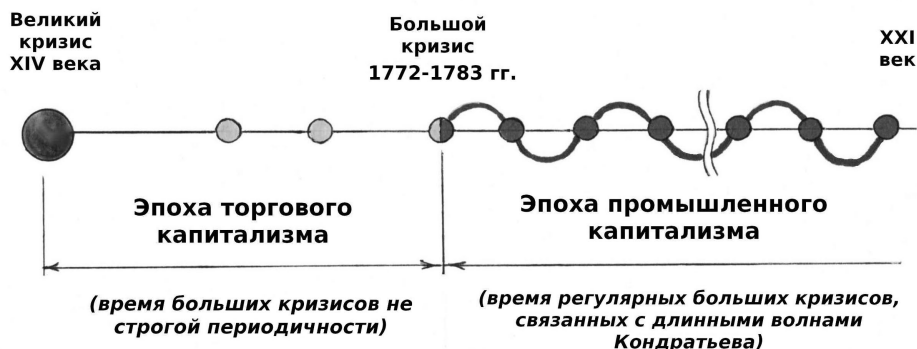 Великий
кризис
XIV века
Большой
кризис
1772-1783 гг.
XXI
век
Эпоха торгового
капитализма
Эпоха промышленного
капитализма
(время больших кризисов не
строгой периодичности)
(время регулярных больших кризисов,
связанных с длинными волнами
Кондратьева)